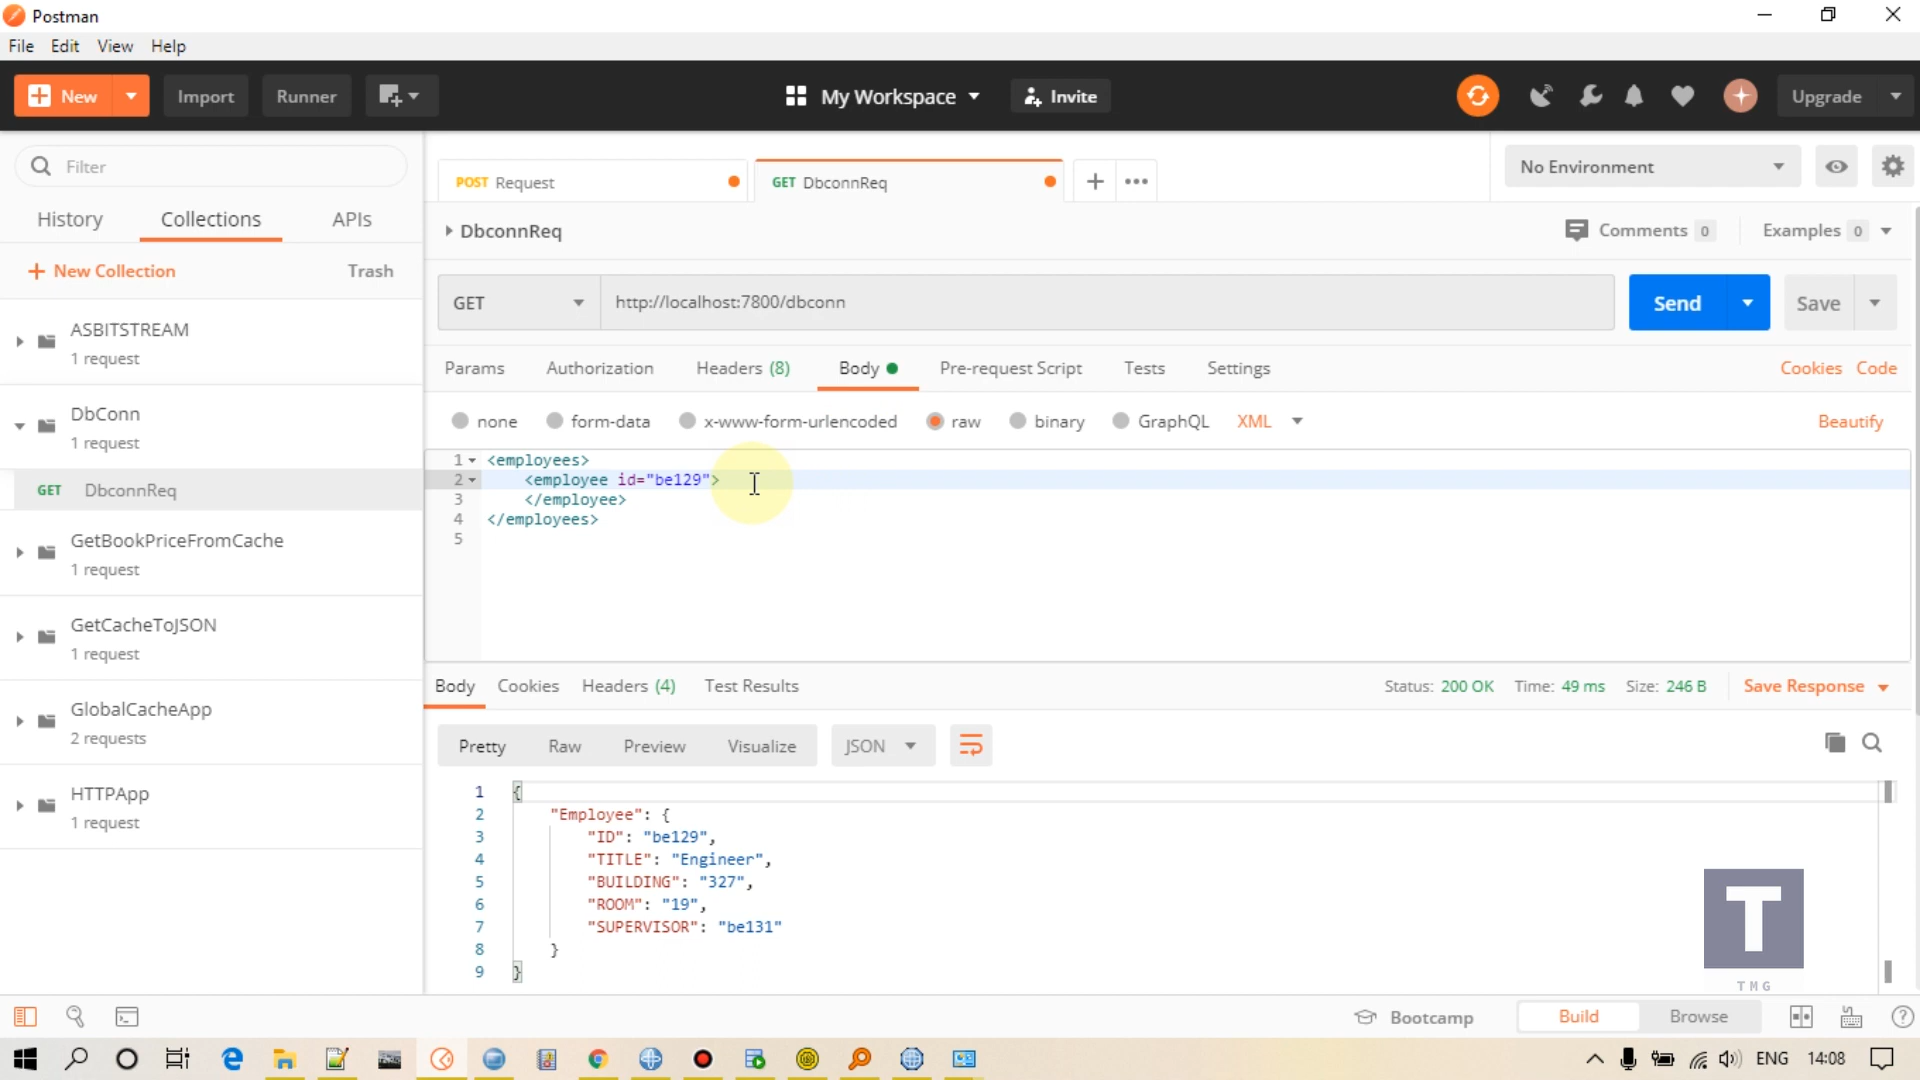 Postman
File Edit View Help
New Import Runner My Workspace Invite Upgrade
Filter
History Collections APIs
New Collection Trash
ASBITSTREAM
1 request
DbConn
1 request
GET DbconnReq
GetBookPriceFromCache
1 request
GetCacheToJSON
1 request
GlobalCacheApp
2 requests
HTTPApp
1 request
POST Request GET DbconnReq No Environment
DbconnReq Comments 0 Examples 0
GET http://localhost:7800/dbconn Send Save
Params Authorization Headers (8) Body Pre-request Script Tests Settings Cookies Code
none form-data x-www-form-urlencoded raw binary GraphQL XML Beautify
1 <employees>
2 <employee id="be129">
3 </employee>
4 </employees>
5
Body Cookies Headers (4) Test Results Status: 200 OK Time: 49 ms Size: 246 B Save Response
Pretty Raw Preview Visualize JSON
1 {
2 "Employee": {
3 "ID": "be129",
4 "TITLE": "Engineer",
5 "BUILDING": "327",
6 "ROOM": "19",
7 "SUPERVISOR": "be131"
8 }
9 }
T
TMG
Bootcamp Build Browse
ENG 14:08